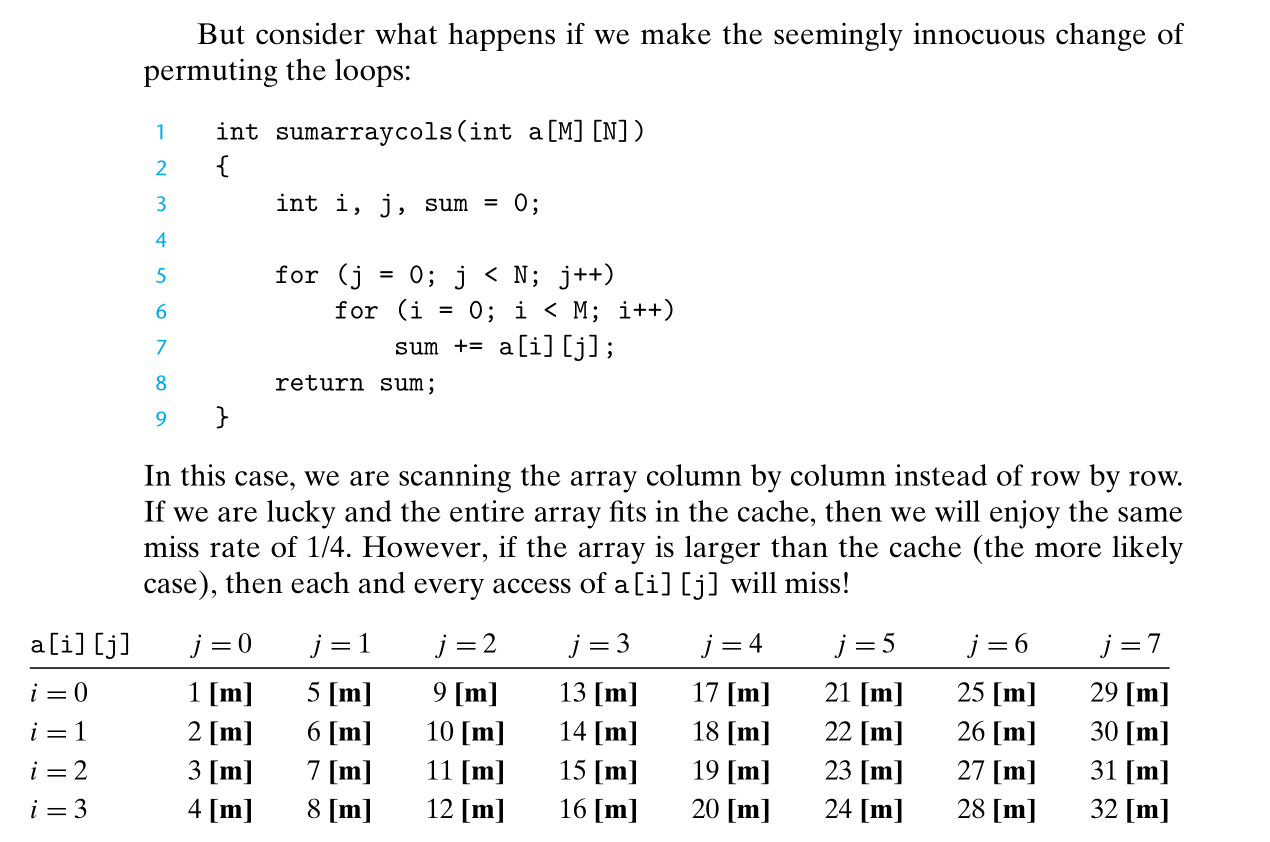 But consider what happens if we make the seemingly innocuous change of
permuting the loops:
1 int sumarraycols(int a[M][N])
2 {
3 int i, j, sum = 0;
4
5 for (j = 0; j < N; j++)
6 for (i = 0; i < M; i++)
7 sum += a[i][j];
8 return sum;
9 }
In this case, we are scanning the array column by column instead of row by row.
If we are lucky and the entire array fits in the cache, then we will enjoy the same
miss rate of 1/4. However, if the array is larger than the cache (the more likely
case), then each and every access of a[i][j] will miss!
a[i][j] j = 0 j = 1 j = 2 j = 3 j = 4 j = 5 j = 6 j = 7
i = 0 1 [m] 5 [m] 9 [m] 13 [m] 17 [m] 21 [m] 25 [m] 29 [m]
i = 1 2 [m] 6 [m] 10 [m] 14 [m] 18 [m] 22 [m] 26 [m] 30 [m]
i = 2 3 [m] 7 [m] 11 [m] 15 [m] 19 [m] 23 [m] 27 [m] 31 [m]
i = 3 4 [m] 8 [m] 12 [m] 16 [m] 20 [m] 24 [m] 28 [m] 32 [m]